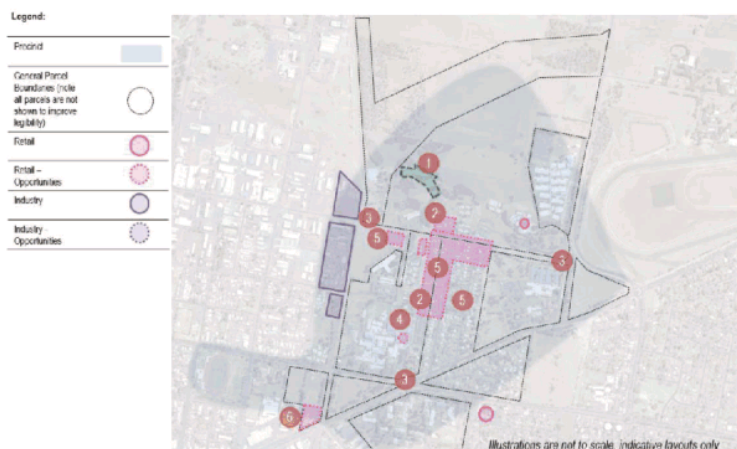 Legend:
Precinct
General Parcel
Boundaries (note
all parcels are not
shown to improve
legibility)
Retail
Retail –
Opportunities
Industry
Industry -
Opportunities
1
2
3
5
3
5
2
5
4
3
6
Illustrations are not to scale, indicative layouts only